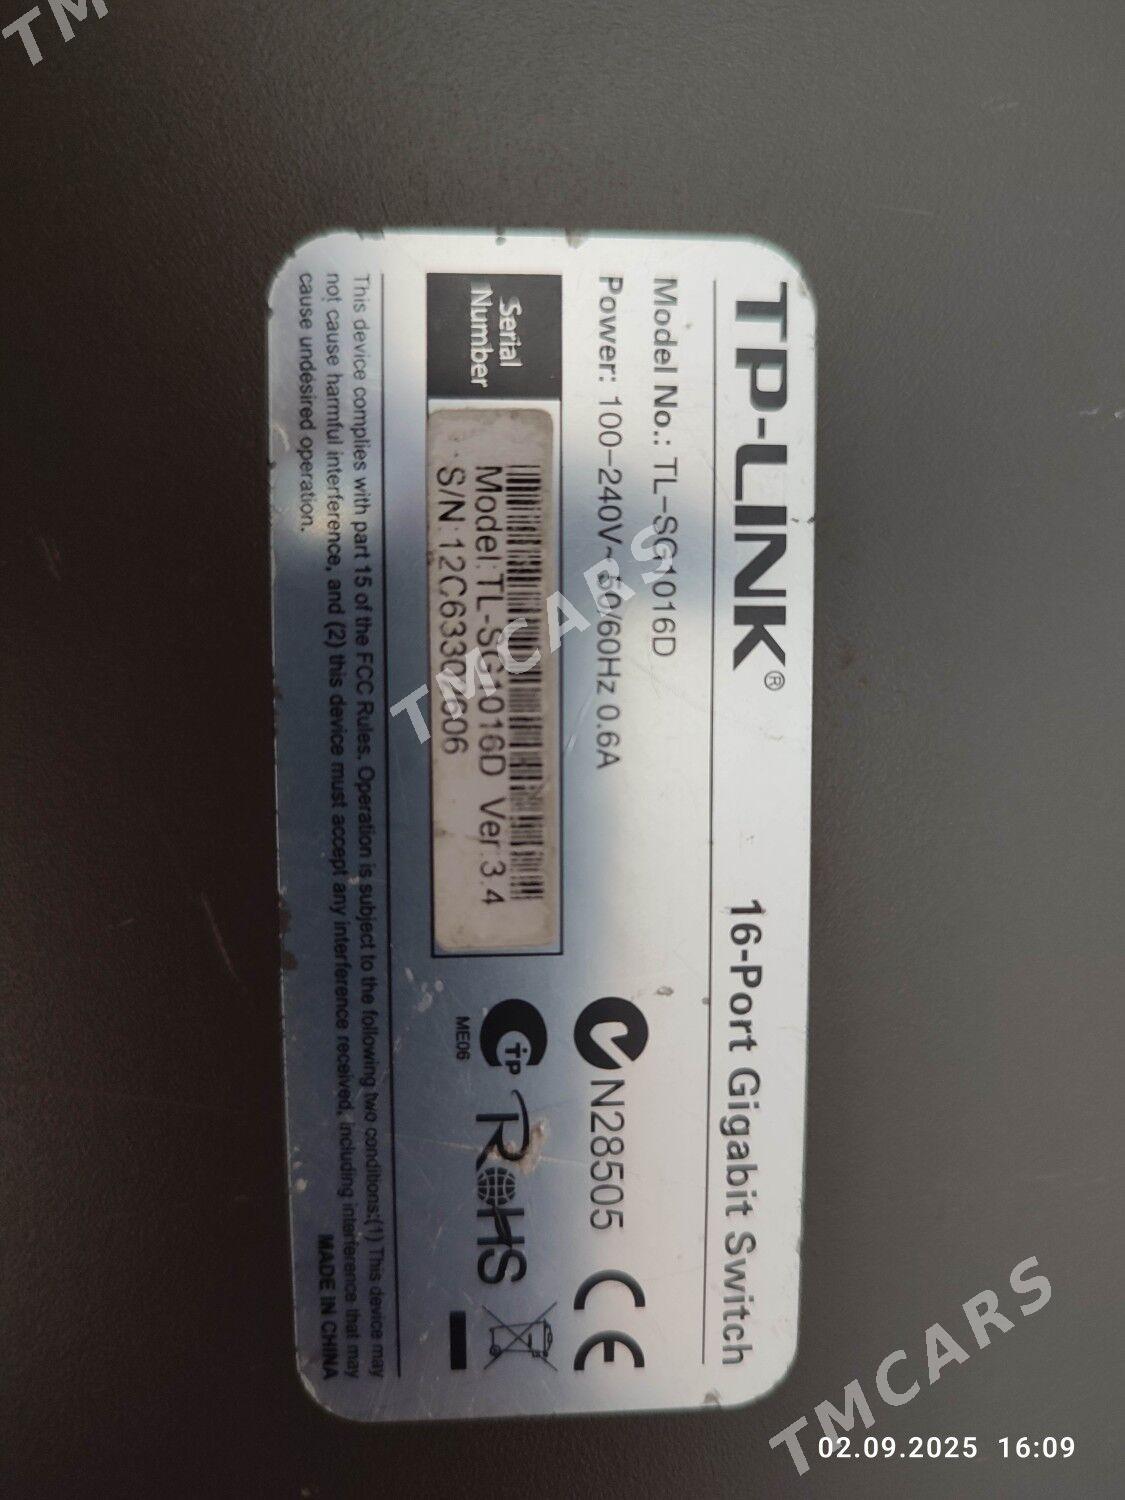 TP-LINK® 16-Port Gigabit Switch
Model No.: TL-SG1016D
Power: 100-240V~50/60Hz 0.6A
N28505
CE
Serial
Number
Model:TL-SG1016D Ver:3.4
TP
RoHS
ME06
This device complies with part 15 of the FCC Rules. Operation is subject to the following two conditions:(1) This device may
not cause harmful interference, and (2) this device must accept any interference received, including interference that may
cause undesired operation.
MADE IN CHINA
TMCARS
TMCARS
02.09.2025 16:09